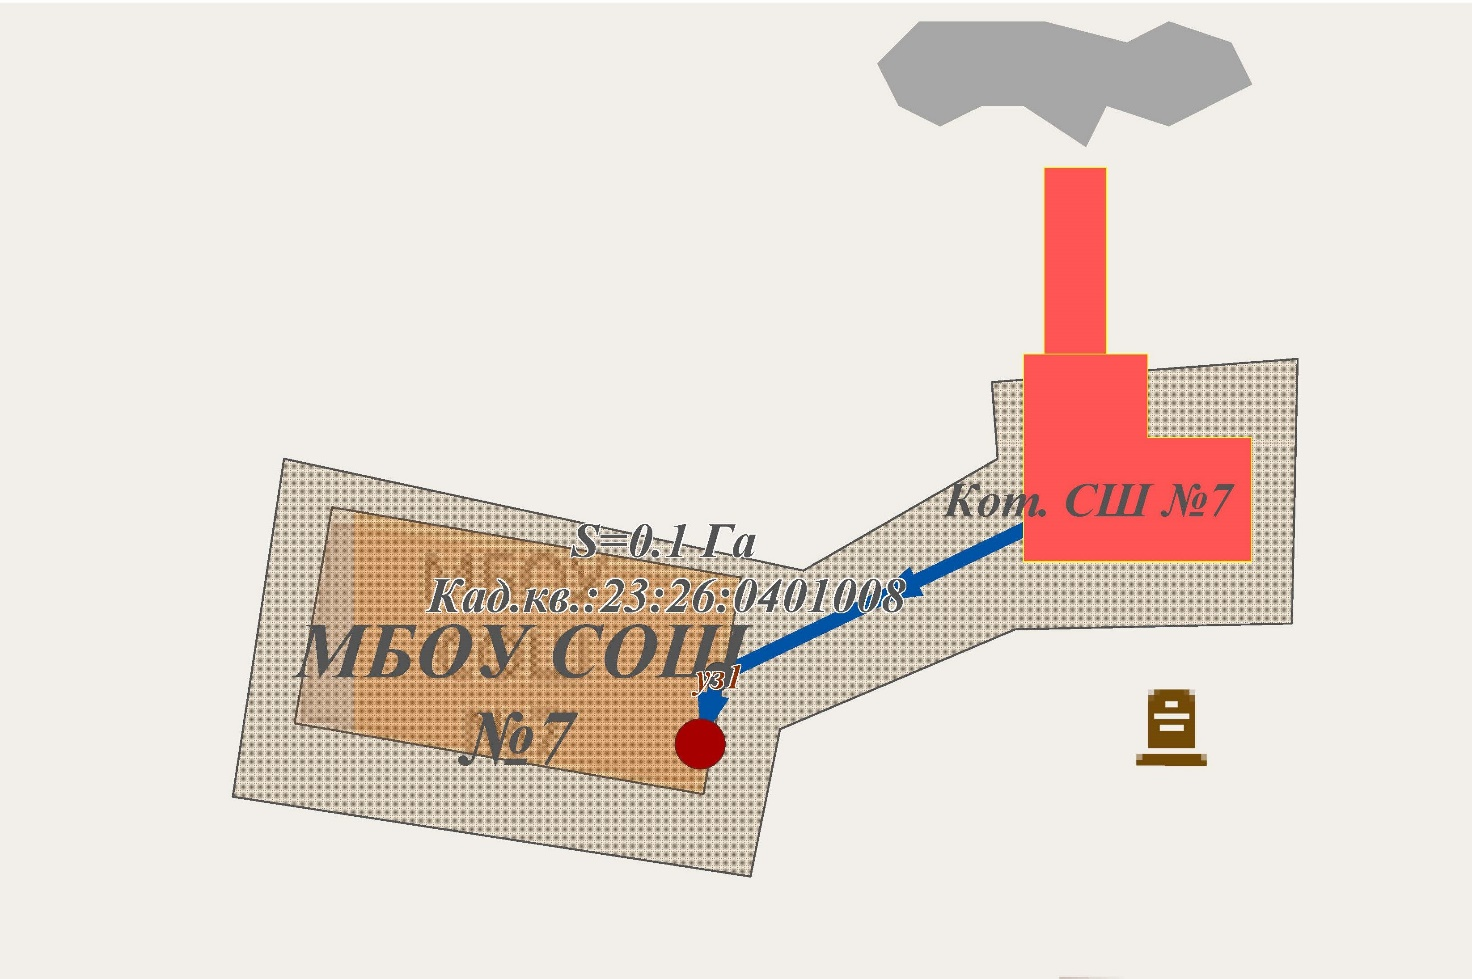 Кот. СШ №7
S=0.1 Га
Кад.кв.:23:26:0401008
МБОУ СОШ
№7
уз1